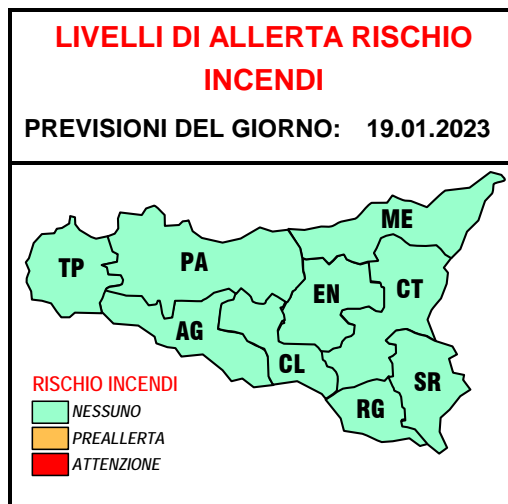 LIVELLI DI ALLERTA RISCHIO
INCENDI
PREVISIONI DEL GIORNO: 19.01.2023
ME
TP
PA
EN
CT
AG
CL
SR
RG
RISCHIO INCENDI
NESSUNO
PREALLERTA
ATTENZIONE